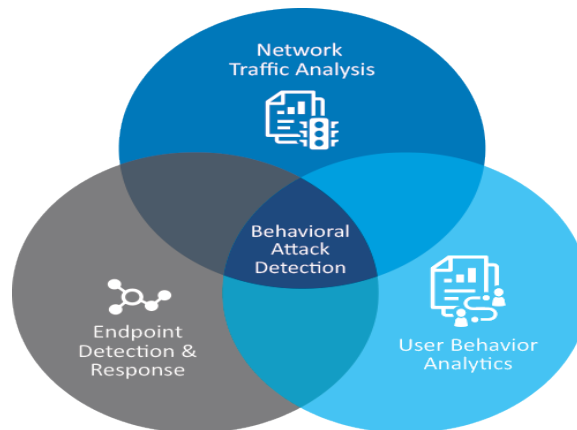 Network
Traffic Analysis
Behavioral
Attack
Detection
Endpoint
Detection &
Response
User Behavior
Analytics